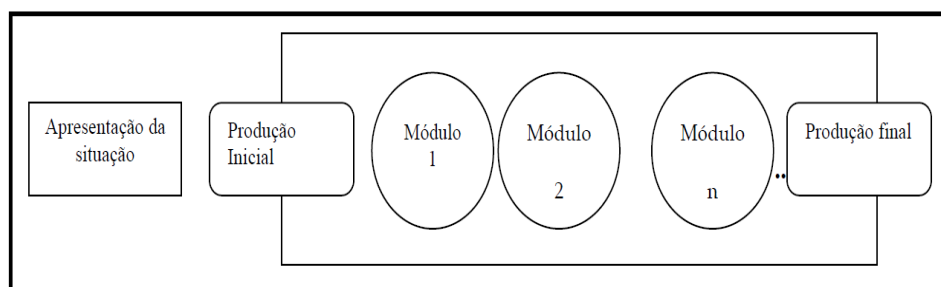 Apresentação da
situação
Produção
Inicial
Módulo
1
Módulo
2
Módulo
n
..
Produção final